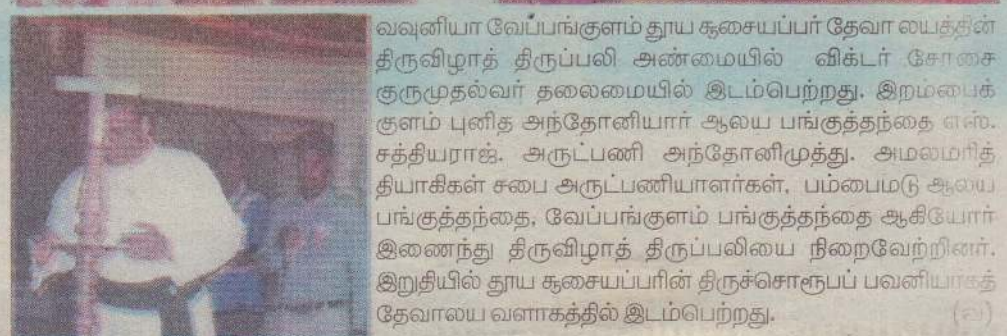 வவுனியா வேப்பங்குளம் தூய சூசையப்பர் தேவா லயத்தின்
திருவிழாத் திருப்பலி அண்மையில் விக்டர் சோசை
குருமுதல்வர் தலைமையில் இடம்பெற்றது. இறம்பைக்
குளம் புனித அந்தோனியார் ஆலய பங்குத்தந்தை எஸ்.
சத்தியராஜ். அருட்பணி அந்தோனிமுத்து. அமலமரித்
தியாகிகள் சபை அருட்பணியாளர்கள், பம்பைமடு ஆலய
பங்குத்தந்தை, வேப்பங்குளம் பங்குத்தந்தை ஆகியோர்
இணைந்து திருவிழாத் திருப்பலியை நிறைவேற்றினர்.
இறுதியில் தூய சூசையப்பரின் திருச்சொரூபப் பவனியாகத்
தேவாலய வளாகத்தில் இடம்பெற்றது. (வ)